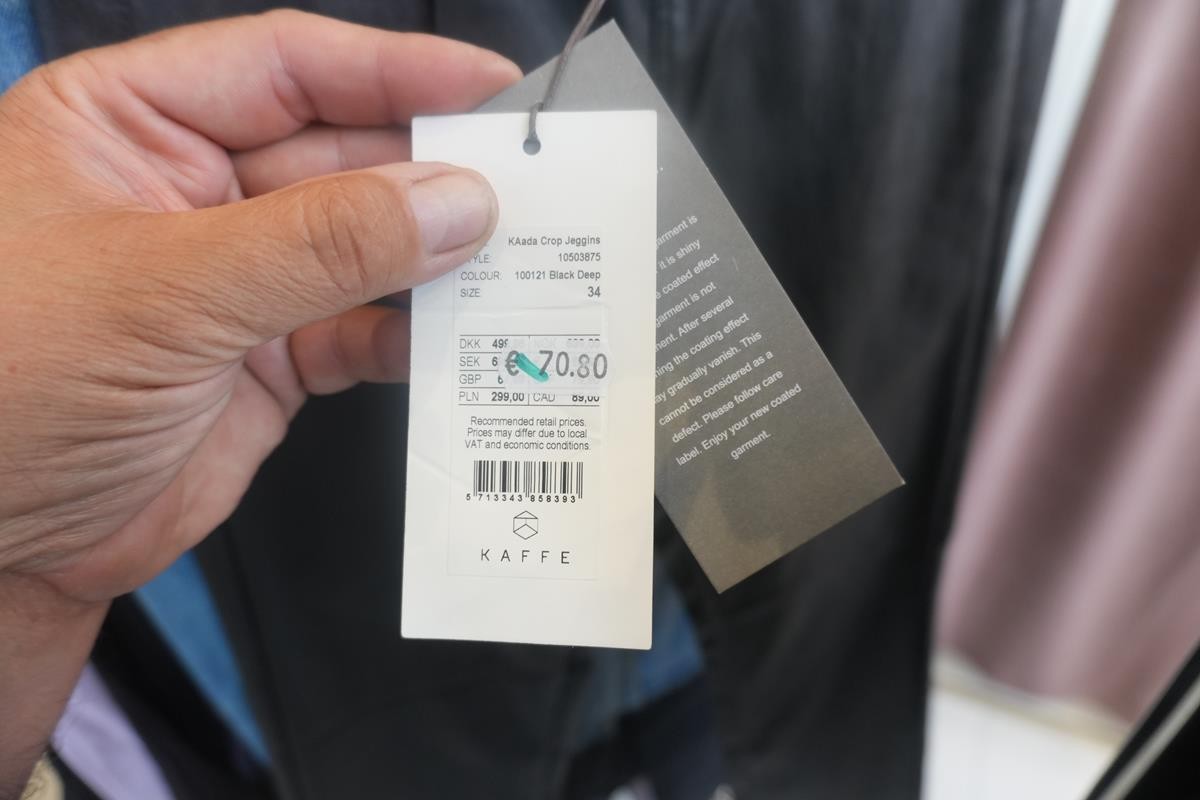 KAada Crop Jeggins
10503875
COLOUR: 100121 Black Deep
SIZE: 34
DKK
SEK
GBP
€ 70.80
PLN 299,00 CAD 89,00
Recommended retail prices.
Prices may differ due to local
VAT and economic conditions.
5 713343 858393
KAFFE
garment is
it is shiny
coated effect
garment is not
After several
the coating effect
gradually vanish. This
cannot be considered as a
defect. Please follow care
label. Enjoy your new coated
garment.